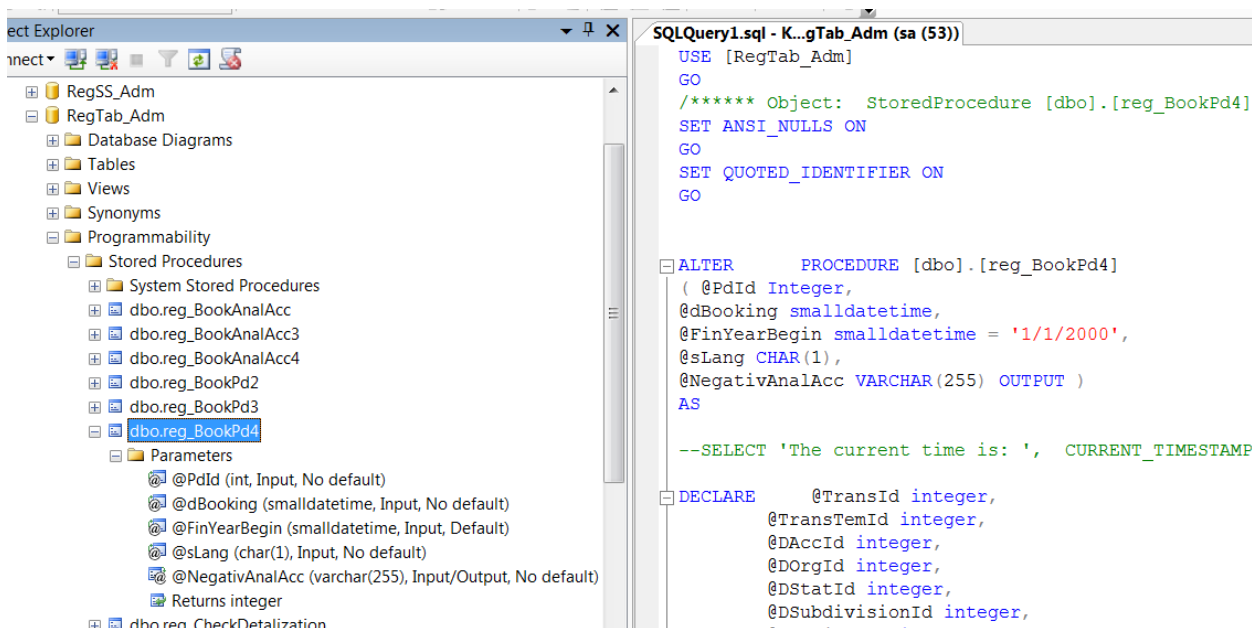 ect Explorer
nnect
RegSS_Adm
RegTab_Adm
Database Diagrams
Tables
Views
Synonyms
Programmability
Stored Procedures
System Stored Procedures
dbo.reg_BookAnalAcc
dbo.reg_BookAnalAcc3
dbo.reg_BookAnalAcc4
dbo.reg_BookPd2
dbo.reg_BookPd3
dbo.reg_BookPd4
Parameters
@PdId (int, Input, No default)
@dBooking (smalldatetime, Input, No default)
@FinYearBegin (smalldatetime, Input, Default)
@sLang (char(1), Input, No default)
@NegativAnalAcc (varchar(255), Input/Output, No default)
Returns integer
dbo.reg_CheckDetalization
SQLQuery1.sql - K...gTab_Adm (sa (53))
USE [RegTab_Adm]
GO
/****** Object:  StoredProcedure [dbo].[reg_BookPd4]
SET ANSI_NULLS ON
GO
SET QUOTED_IDENTIFIER ON
GO
ALTER      PROCEDURE [dbo].[reg_BookPd4]
( @PdId Integer,
@dBooking smalldatetime,
@FinYearBegin smalldatetime = '1/1/2000',
@sLang CHAR(1),
@NegativAnalAcc VARCHAR(255) OUTPUT )
AS
--SELECT 'The current time is: ',  CURRENT_TIMESTAMP
DECLARE     @TransId integer,
@TransTemId integer,
@DAccId integer,
@DOrgId integer,
@DStatId integer,
@DSubdivisionId integer,